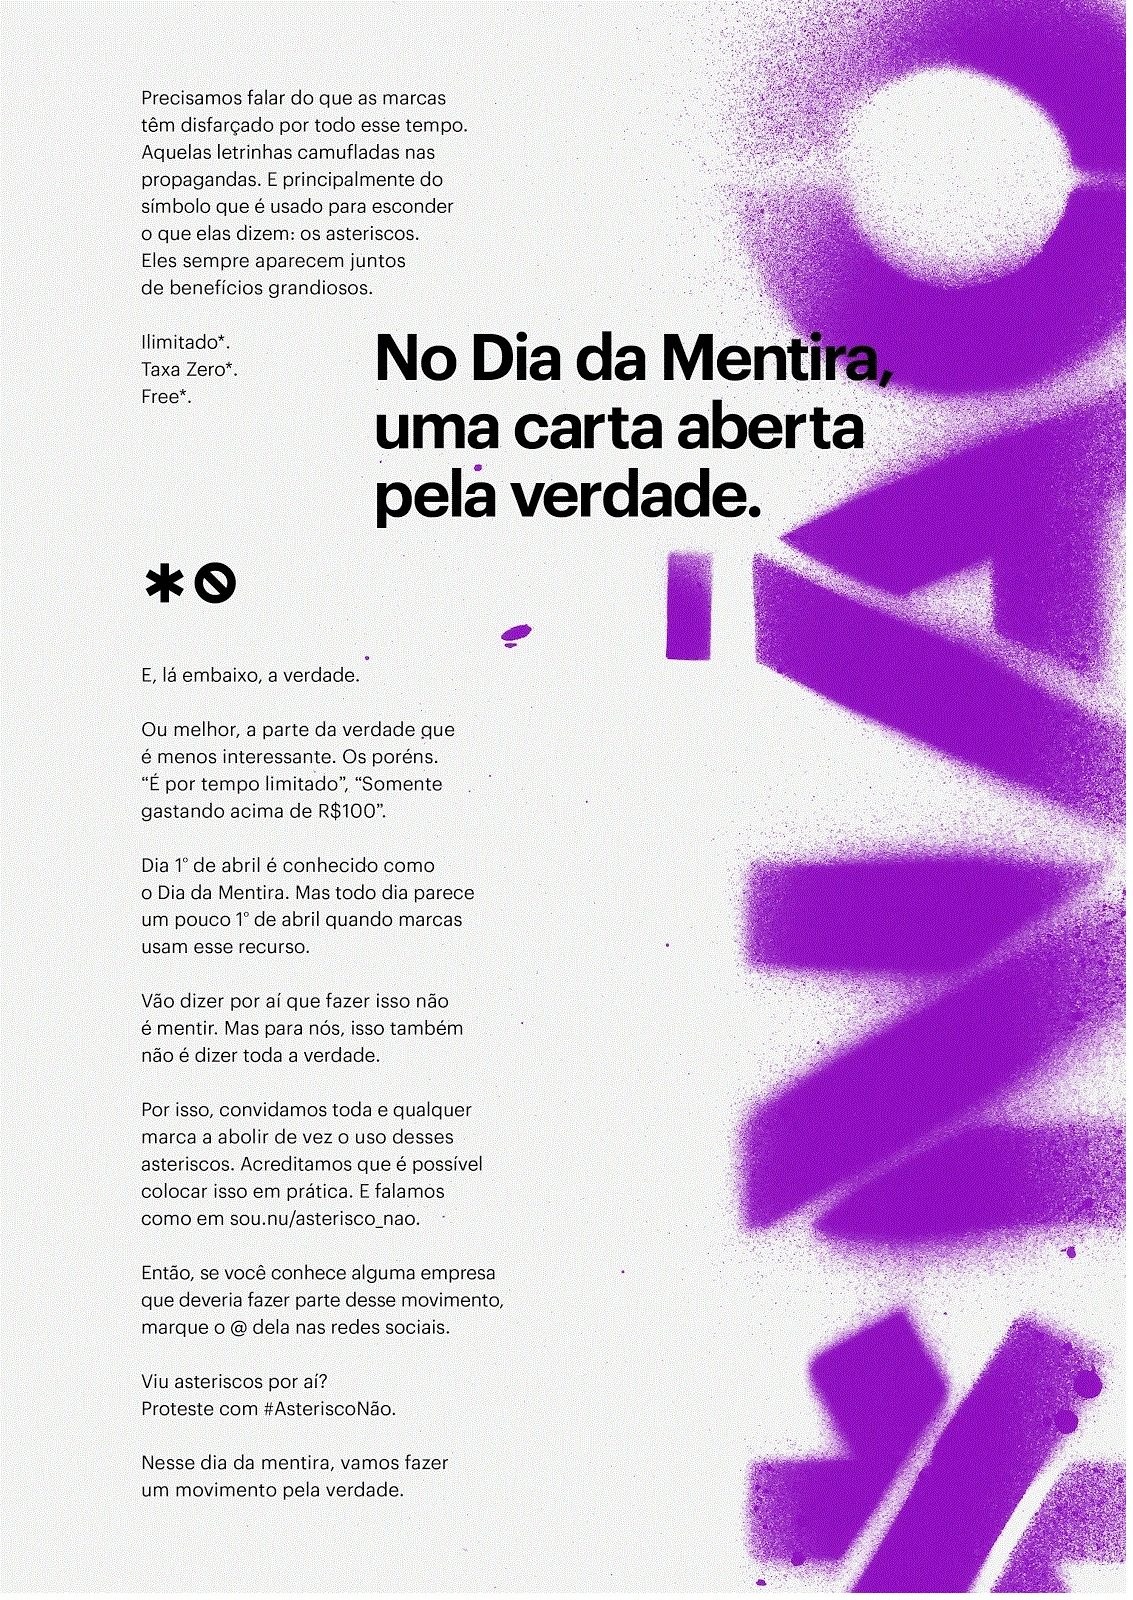 Precisamos falar do que as marcas
têm disfarçado por todo esse tempo.
Aquelas letrinhas camufladas nas
propagandas. E principalmente do
símbolo que é usado para esconder
o que elas dizem: os asteriscos.
Eles sempre aparecem juntos
de benefícios grandiosos.
Ilimitado*.
Taxa Zero*.
Free*.
No Dia da Mentira,
uma carta aberta
pela verdade.
E, lá embaixo, a verdade.
Ou melhor, a parte da verdade que
é menos interessante. Os poréns.
“É por tempo limitado”, “Somente
gastando acima de R$100”.
Dia 1° de abril é conhecido como
o Dia da Mentira. Mas todo dia parece
um pouco 1° de abril quando marcas
usam esse recurso.
Vão dizer por aí que fazer isso não
é mentir. Mas para nós, isso também
não é dizer toda a verdade.
Por isso, convidamos toda e qualquer
marca a abolir de vez o uso desses
asteriscos. Acreditamos que é possível
colocar isso em prática. E falamos
como em sou.nu/asterisco_nao.
Então, se você conhece alguma empresa
que deveria fazer parte desse movimento,
marque o @ dela nas redes sociais.
Viu asteriscos por aí?
Proteste com #AsteriscoNão.
Nesse dia da mentira, vamos fazer
um movimento pela verdade.
*NÃO